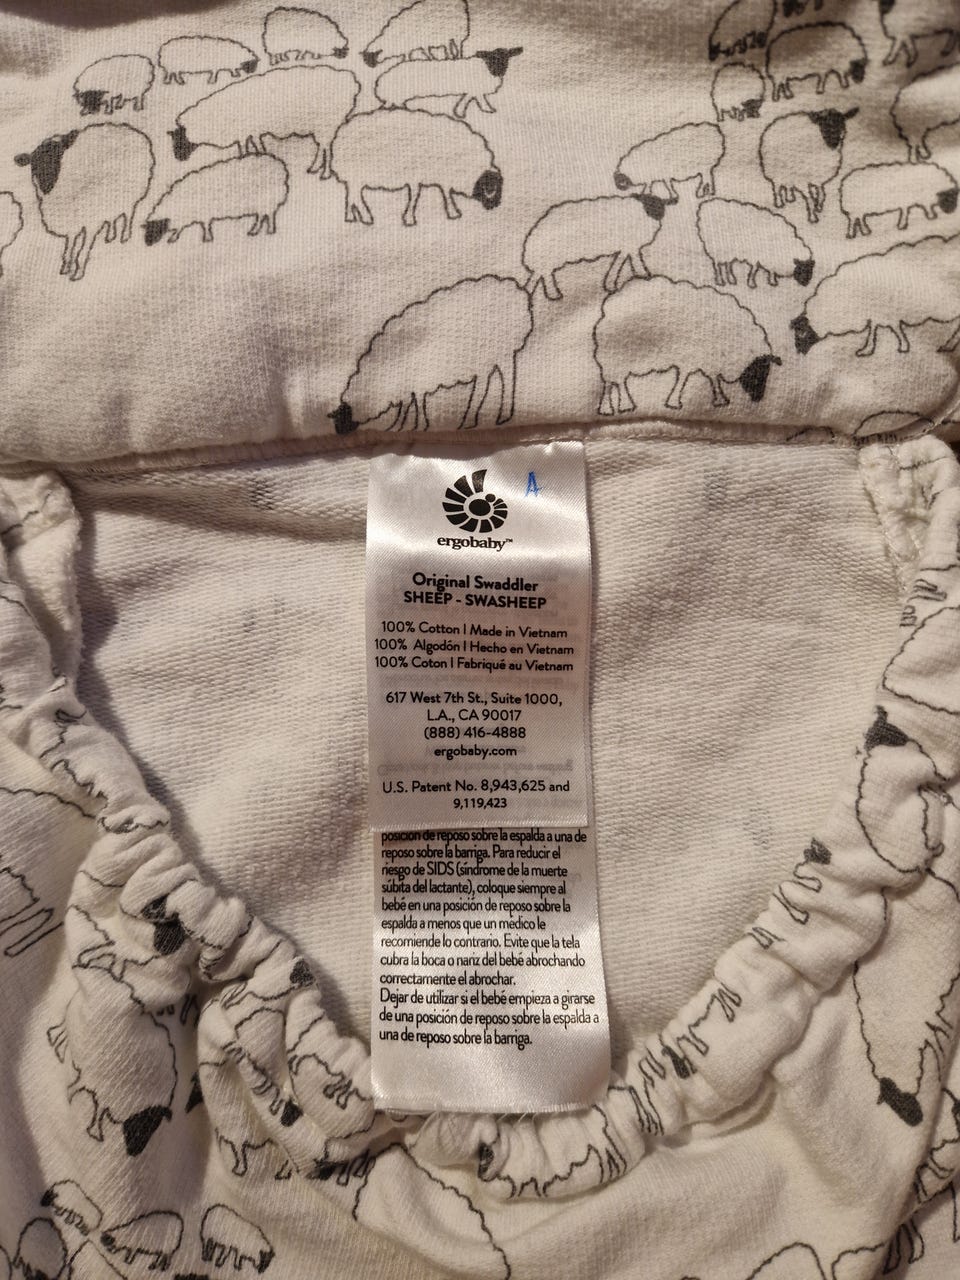 A
ergobaby™
Original Swaddler
SHEEP - SWASHEEP
100% Cotton | Made in Vietnam
100% Algodón | Hecho en Vietnam
100% Coton | Fabriqué au Vietnam
617 West 7th St., Suite 1000,
L.A., CA 90017
(888) 416-4888
ergobaby.com
U.S. Patent No. 8,943,625 and
9,119,423
posición de reposo sobre la espalda a una de
reposo sobre la barriga. Para reducir el
riesgo de SIDS (síndrome de la muerte
súbita del lactante), coloque siempre al
bebé en una posición de reposo sobre la
espalda a menos que un médico le
recomiende lo contrario. Evite que la tela
cubra la boca o nariz del bebé abrochando
correctamente el abrochar.
Dejar de utilizar si el bebé empieza a girarse
de una posición de reposo sobre la espalda a
una de reposo sobre la barriga.